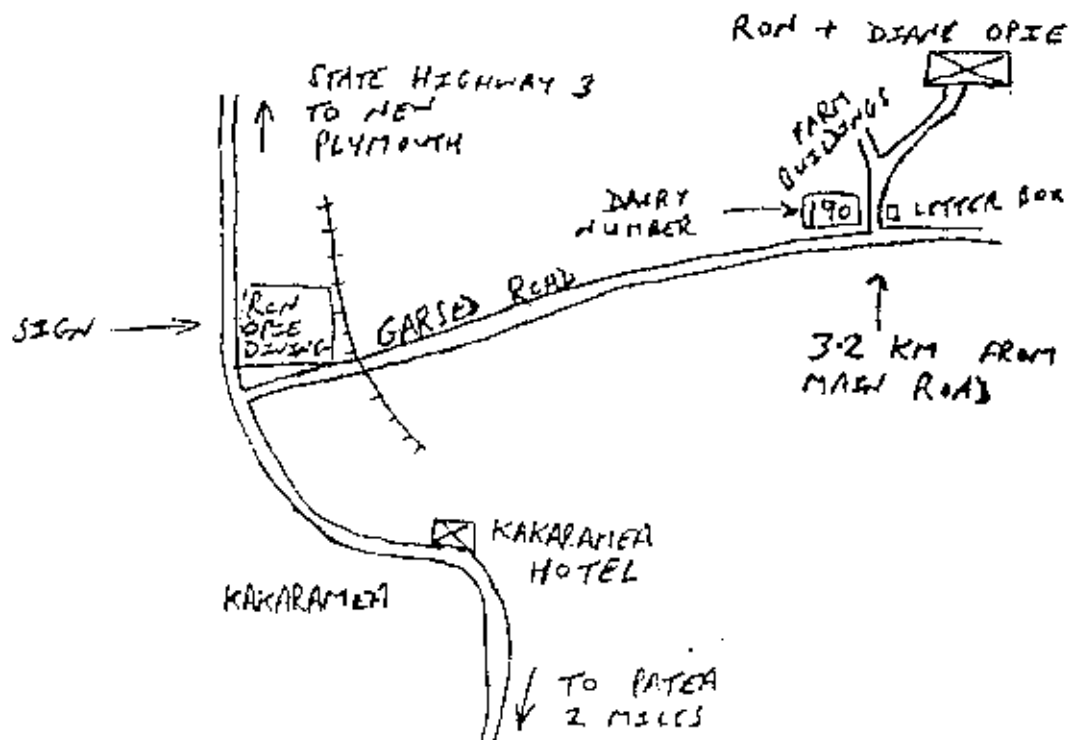 RON + DIANE OPIE
STATE HIGHWAY 3
TO NEW
PLYMOUTH
FARM
BUILDINGS
DAIRY
NUMBER
190
LETTER BOX
SIGN
RON
OPIE
DIVING
GARSED ROAD
3.2 KM FROM
MAIN ROAD
KAKARAMEA
HOTEL
KAKARAMEA
TO PATEA
2 MILES